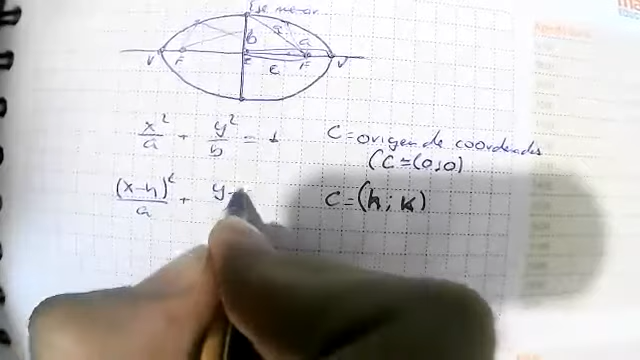 Eje menor
a
b
a
V F E c F V
x²/a + y²/b = 1 C = origen de coordenadas
(C = (0;0)
(x-h)²/a + y- C = (h; k)